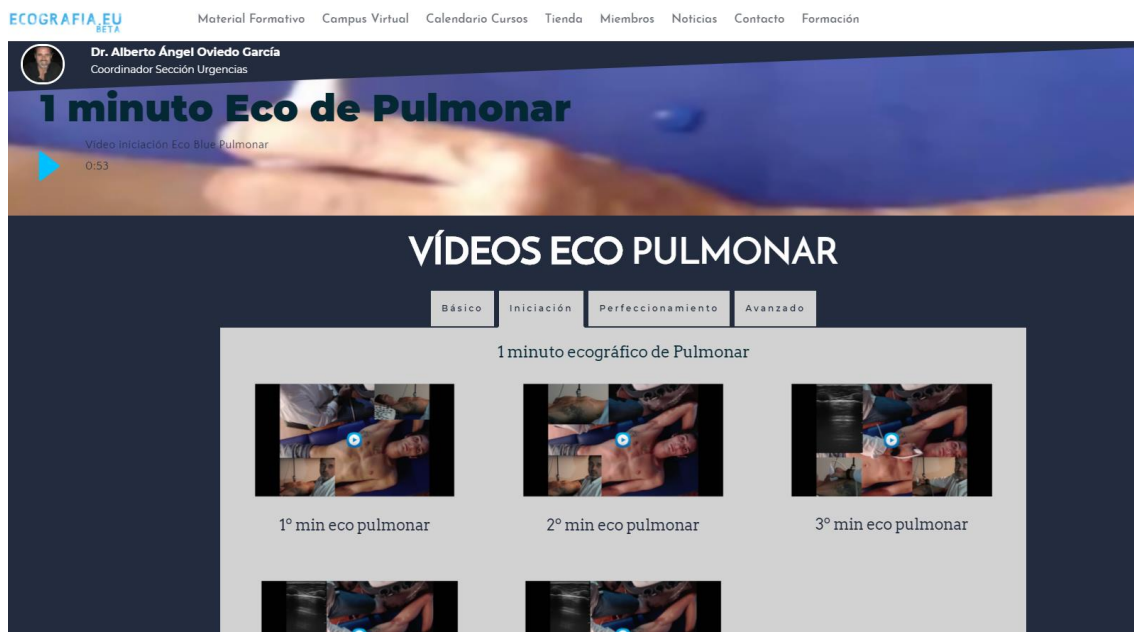 ECOGRAFIA.EU
BETA
Material Formativo Campus Virtual Calendario Cursos Tienda Miembros Noticias Contacto Formación
Dr. Alberto Ángel Oviedo García
Coordinador Sección Urgencias
1 minuto Eco de Pulmonar
Video iniciación Eco Blue Pulmonar
0:53
VÍDEOS ECO PULMONAR
Básico Iniciación Perfeccionamiento Avanzado
1 minuto ecográfico de Pulmonar
1º min eco pulmonar 2º min eco pulmonar 3º min eco pulmonar